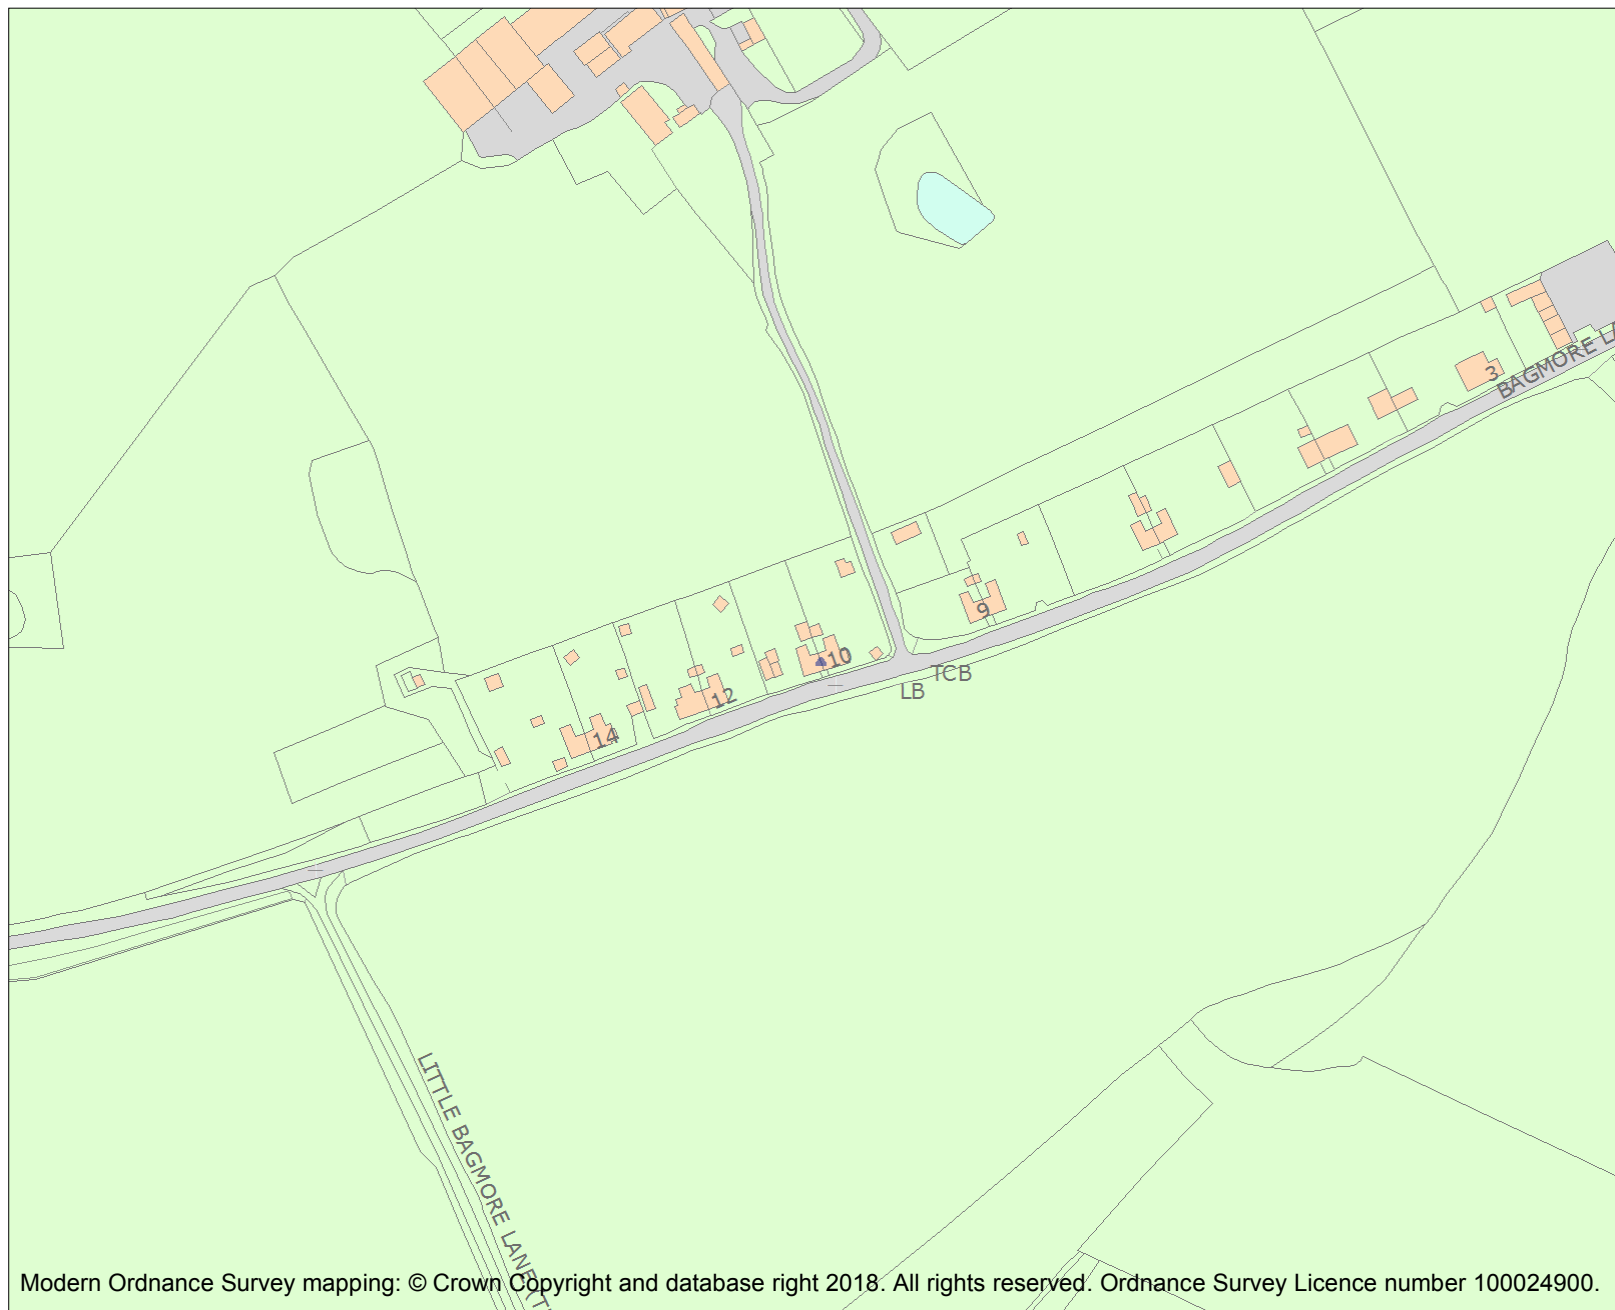 3
BAGMORE LA
9
10
TCB
LB
12
14
LITTLE BAGMORE LANE
Modern Ordnance Survey mapping: © Crown Copyright and database right 2018. All rights reserved. Ordnance Survey Licence number 100024900.